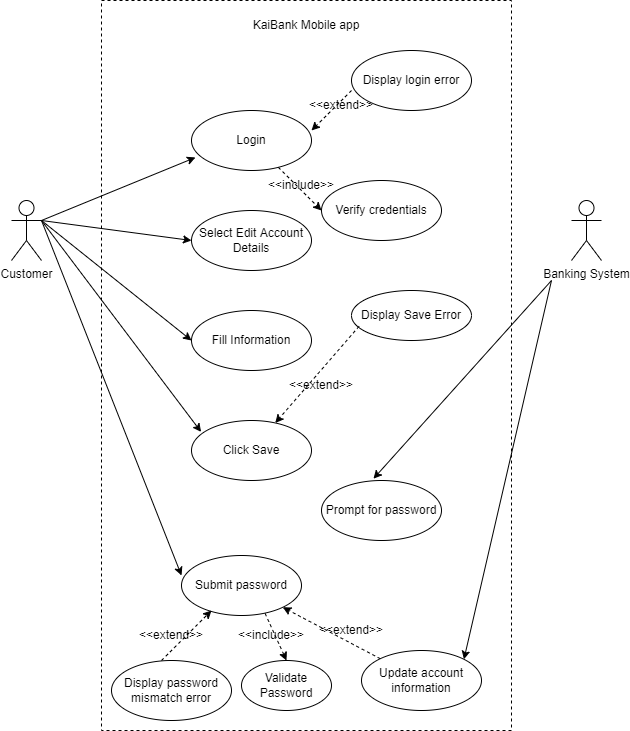 KaiBank Mobile app
Display login error
<<extend>>
Login
<<include>>
Verify credentials
Select Edit Account
Details
Customer
Banking System
Display Save Error
Fill Information
<<extend>>
Click Save
Prompt for password
Submit password
<<extend>>
<<include>>
<<extend>>
Display password
mismatch error
Validate
Password
Update account
information